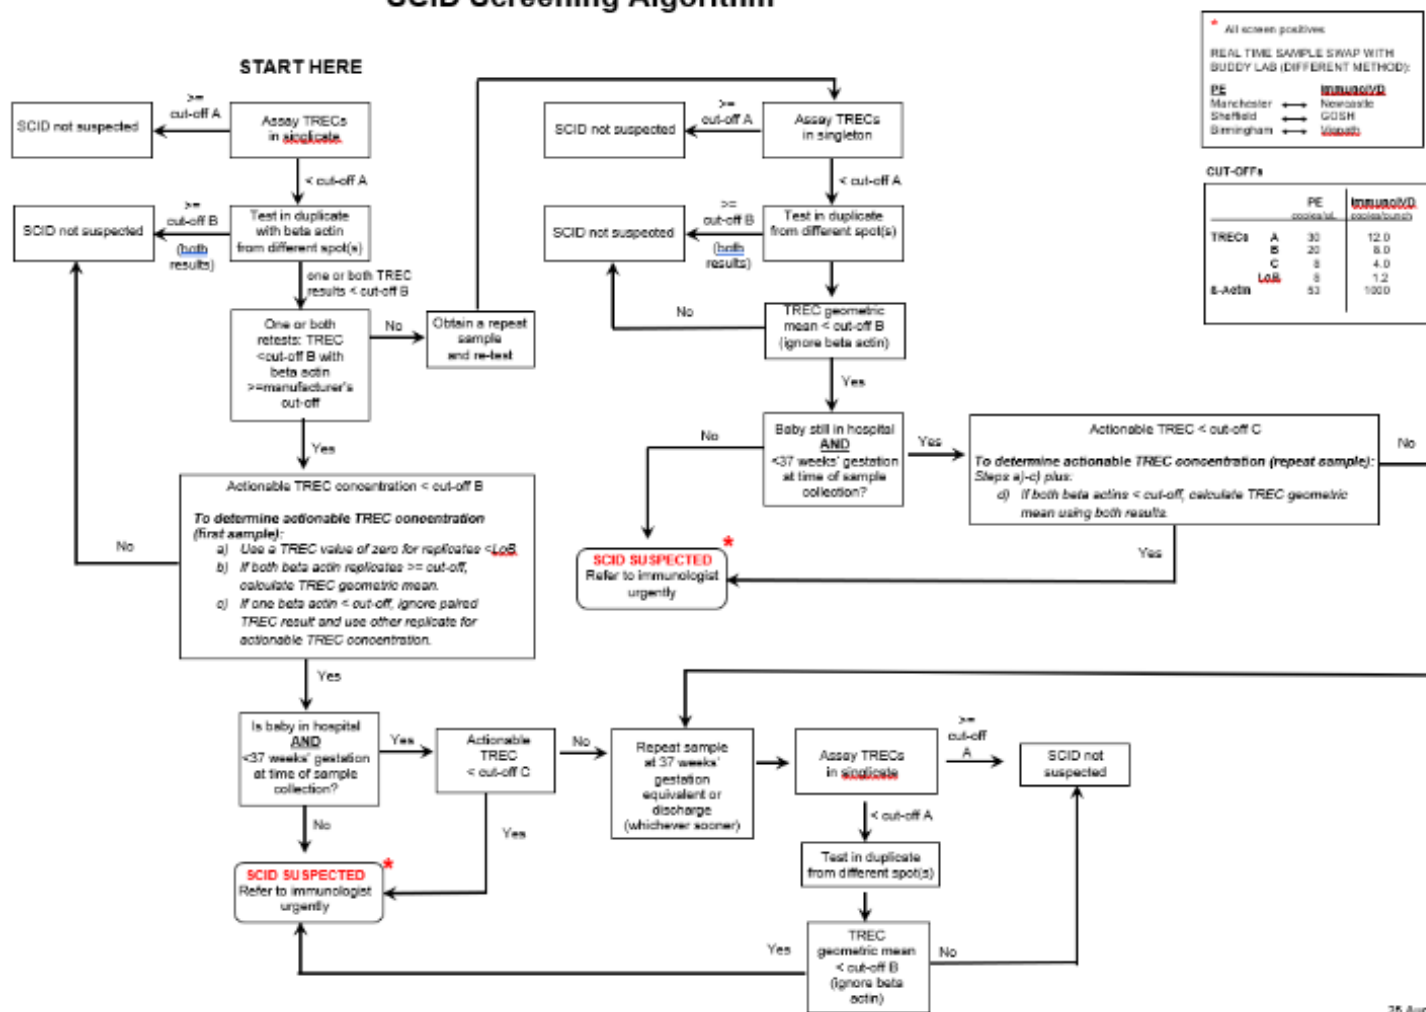 SCID Screening Algorithm
START HERE
SCID not suspected
>=
cut-off A
Assay TRECs
in singlicate
< cut-off A
SCID not suspected
>=
cut-off B
(both
results)
Test in duplicate
with beta actin
from different spot(s)
one or both TREC
results < cut-off B
One or both
retests: TREC
<cut-off B with
beta actin
>=manufacturer's
cut-off
No
Obtain a repeat
sample
and re-test
Yes
Actionable TREC concentration < cut-off B
To determine actionable TREC concentration
(first sample):
a) Use a TREC value of zero for replicates <LoB.
b) If both beta actin replicates >= cut-off,
calculate TREC geometric mean.
c) If one beta actin < cut-off, ignore paired
TREC result and use other replicate for
actionable TREC concentration.
No
Yes
Is baby in hospital
AND
<37 weeks' gestation
at time of sample
collection?
Yes
Actionable
TREC
< cut-off C
No
Yes
No
SCID SUSPECTED *
Refer to immunologist
urgently
SCID not suspected
>=
cut-off A
Assay TRECs
in singleton
< cut-off A
SCID not suspected
>=
cut-off B
(both
results)
Test in duplicate
from different spot(s)
No
TREC geometric
mean < cut-off B
(ignore beta actin)
Yes
No
Baby still in hospital
AND
<37 weeks' gestation
at time of sample
collection?
Yes
Actionable TREC < cut-off C
To determine actionable TREC concentration (repeat sample):
Steps a)-c) plus:
d) If both beta actins < cut-off, calculate TREC geometric
mean using both results.
No
Yes
SCID SUSPECTED *
Refer to immunologist
urgently
Repeat sample
at 37 weeks'
gestation
equivalent or
discharge
(whichever sooner)
Assay TRECs
in singlicate
>=
cut-off
A
SCID not
suspected
< cut-off A
Test in duplicate
from different spot(s)
TREC
geometric mean
< cut-off B
(ignore beta
actin)
Yes
No
* All screen positives
REAL TIME SAMPLE SWAP WITH
BUDDY LAB (DIFFERENT METHOD):
PE ImmunoIVD
Manchester ↔ Newcastle
Sheffield ↔ GOSH
Birmingham ↔ Viapath
CUT-OFFs
PE ImmunoIVD
copies/uL copies/punch
TRECs A 30 12.0
B 20 8.0
C 4.0
LoB 1.2
ß-Actin 53 1000